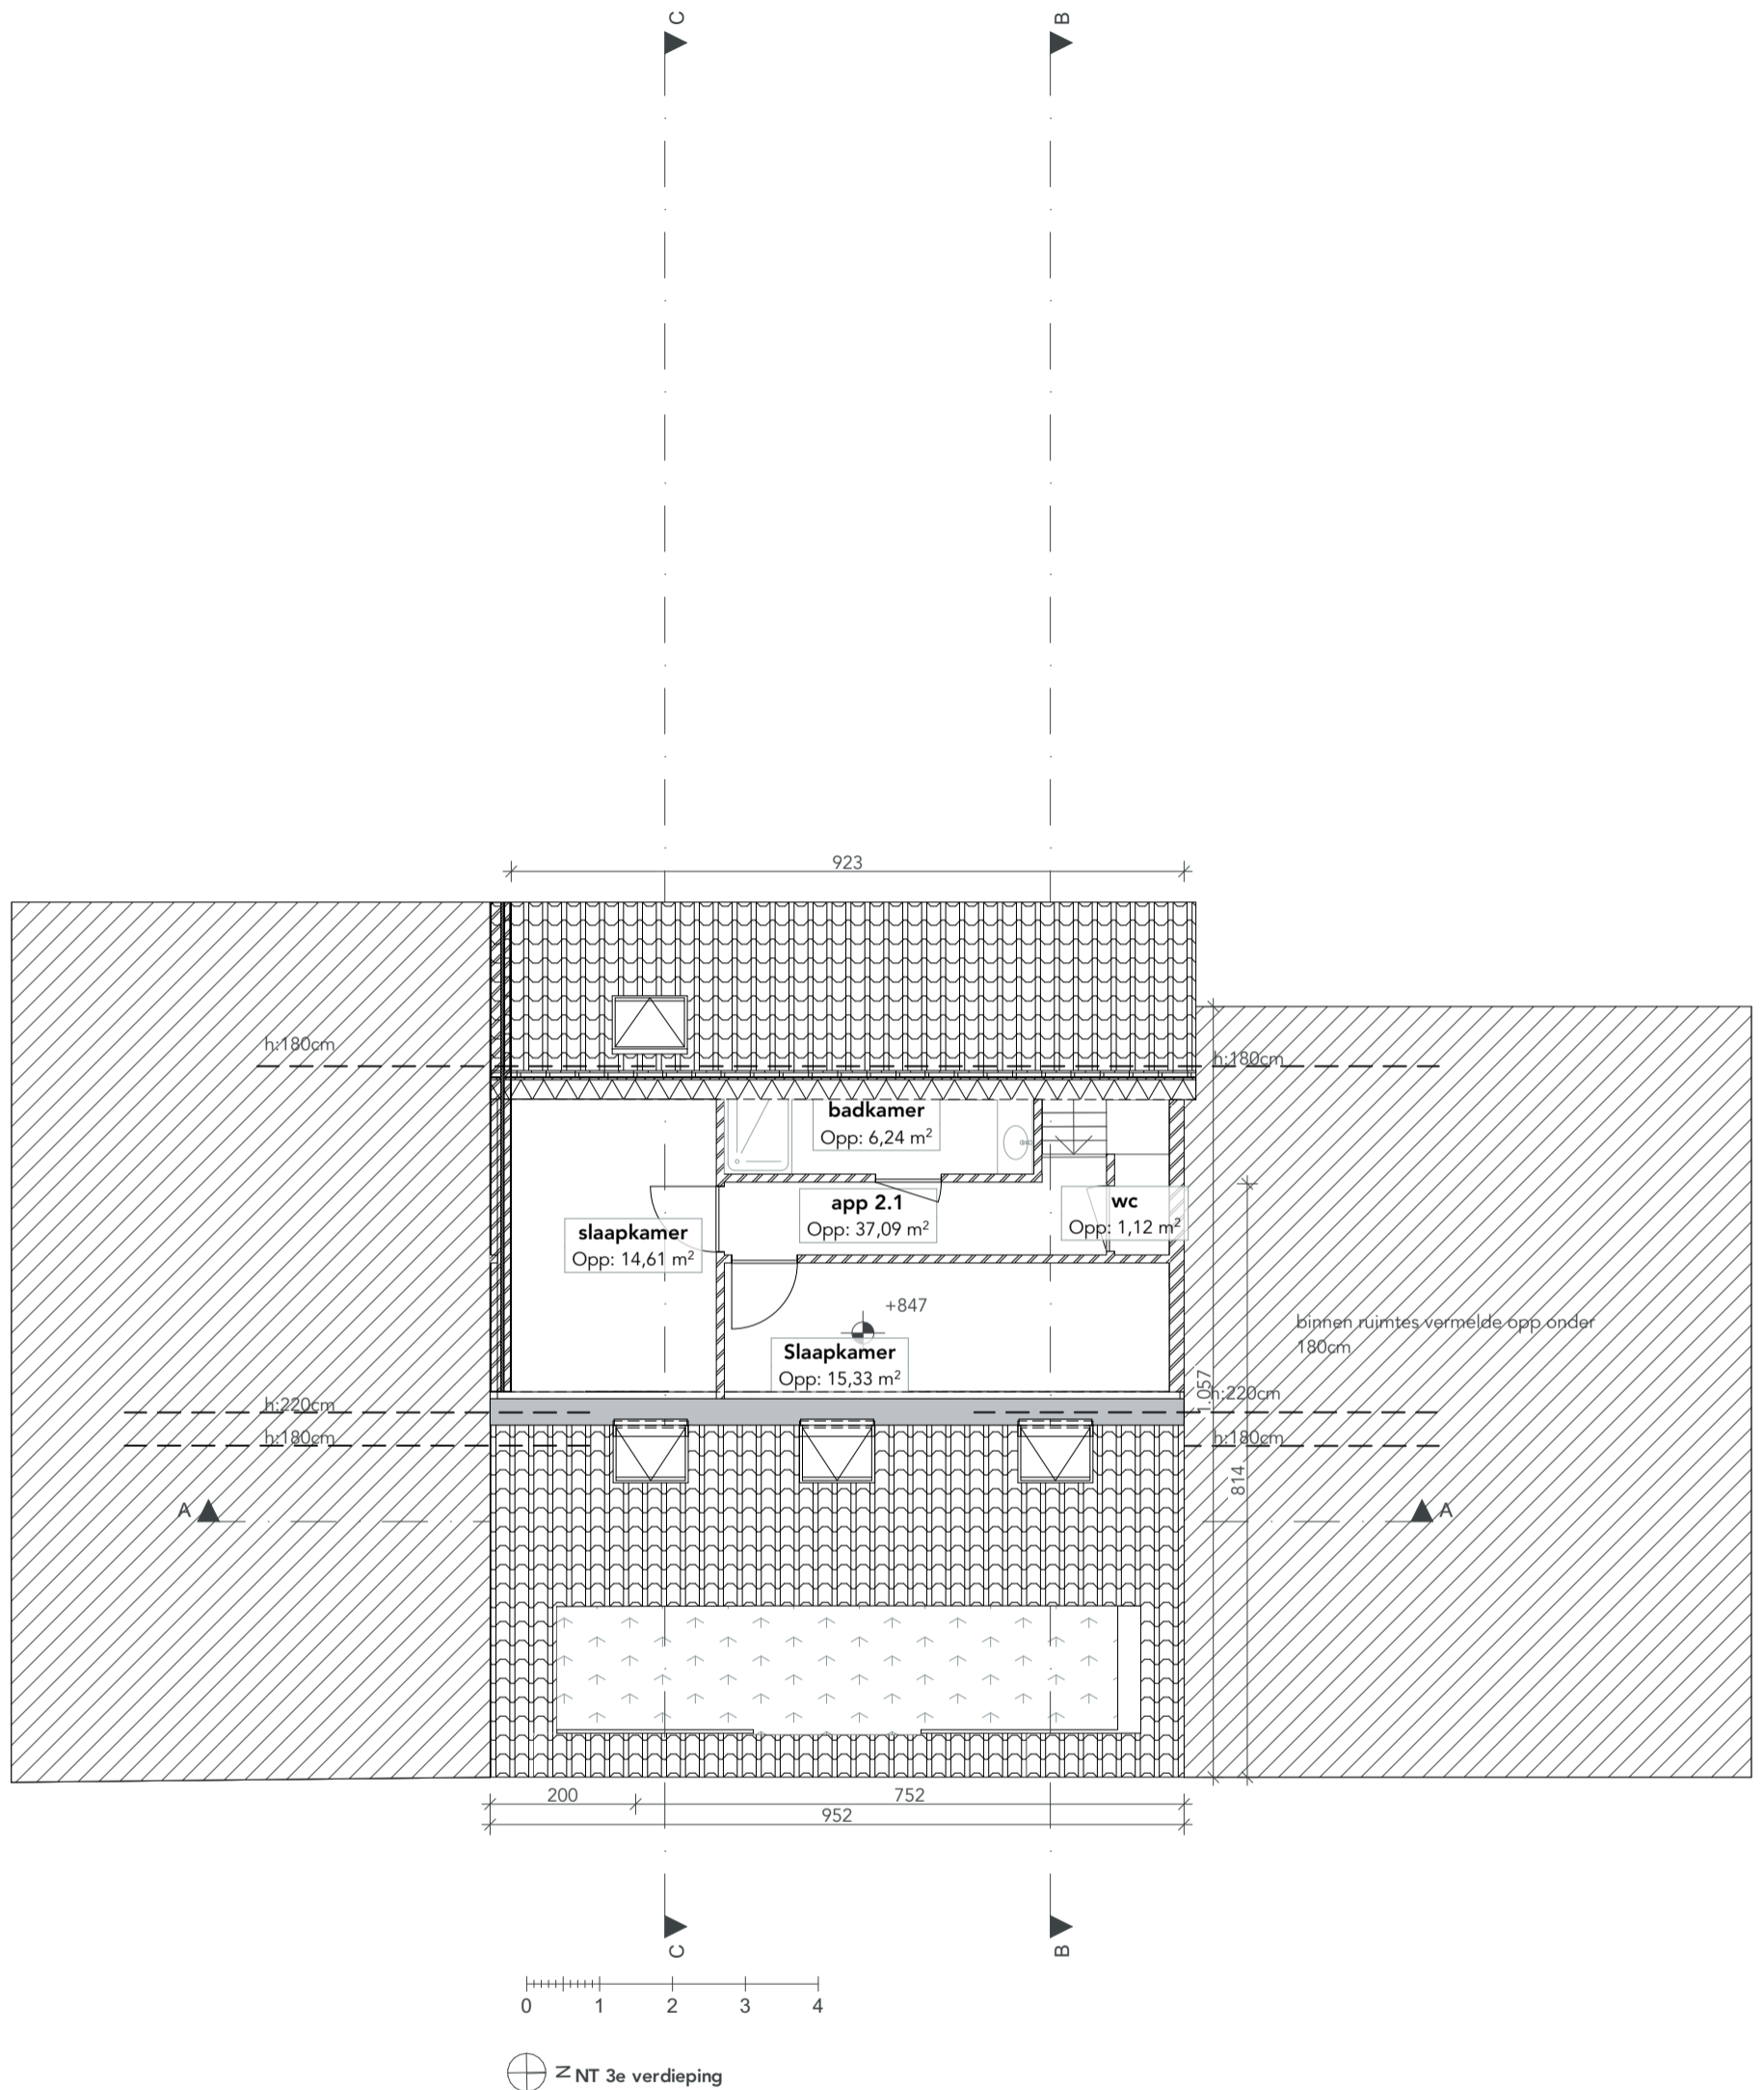 C
B
923
h:180cm
h:180cm
badkamer
Opp: 6,24 m²
app 2.1
Opp: 37,09 m²
wc
Opp: 1,12 m²
slaapkamer
Opp: 14,61 m²
+847
binnen ruimtes vermelde opp onder
180cm
Slaapkamer
Opp: 15,33 m²
1.057
h:220cm
h:220cm
h:180cm
h:180cm
814
A
A
200
752
952
C
B
0 1 2 3 4
N NT 3e verdieping